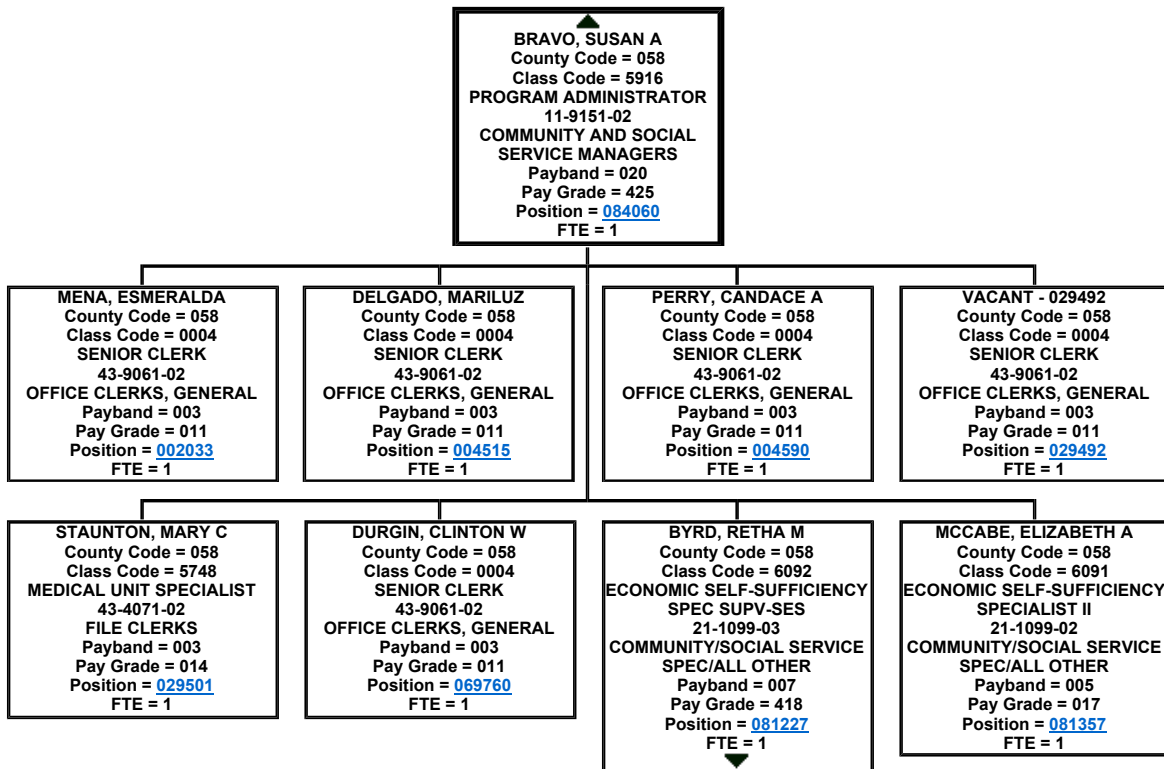 BRAVO, SUSAN A
County Code = 058
Class Code = 5916
PROGRAM ADMINISTRATOR
11-9151-02
COMMUNITY AND SOCIAL
SERVICE MANAGERS
Payband = 020
Pay Grade = 425
Position = 084060
FTE = 1
MENA, ESMERALDA
County Code = 058
Class Code = 0004
SENIOR CLERK
43-9061-02
OFFICE CLERKS, GENERAL
Payband = 003
Pay Grade = 011
Position = 002033
FTE = 1
DELGADO, MARILUZ
County Code = 058
Class Code = 0004
SENIOR CLERK
43-9061-02
OFFICE CLERKS, GENERAL
Payband = 003
Pay Grade = 011
Position = 004515
FTE = 1
PERRY, CANDACE A
County Code = 058
Class Code = 0004
SENIOR CLERK
43-9061-02
OFFICE CLERKS, GENERAL
Payband = 003
Pay Grade = 011
Position = 004590
FTE = 1
VACANT - 029492
County Code = 058
Class Code = 0004
SENIOR CLERK
43-9061-02
OFFICE CLERKS, GENERAL
Payband = 003
Pay Grade = 011
Position = 029492
FTE = 1
STAUNTON, MARY C
County Code = 058
Class Code = 5748
MEDICAL UNIT SPECIALIST
43-4071-02
FILE CLERKS
Payband = 003
Pay Grade = 014
Position = 029501
FTE = 1
DURGIN, CLINTON W
County Code = 058
Class Code = 0004
SENIOR CLERK
43-9061-02
OFFICE CLERKS, GENERAL
Payband = 003
Pay Grade = 011
Position = 069760
FTE = 1
BYRD, RETHA M
County Code = 058
Class Code = 6092
ECONOMIC SELF-SUFFICIENCY
SPEC SUPV-SES
21-1099-03
COMMUNITY/SOCIAL SERVICE
SPEC/ALL OTHER
Payband = 007
Pay Grade = 418
Position = 081227
FTE = 1
MCCABE, ELIZABETH A
County Code = 058
Class Code = 6091
ECONOMIC SELF-SUFFICIENCY
SPECIALIST II
21-1099-02
COMMUNITY/SOCIAL SERVICE
SPEC/ALL OTHER
Payband = 005
Pay Grade = 017
Position = 081357
FTE = 1